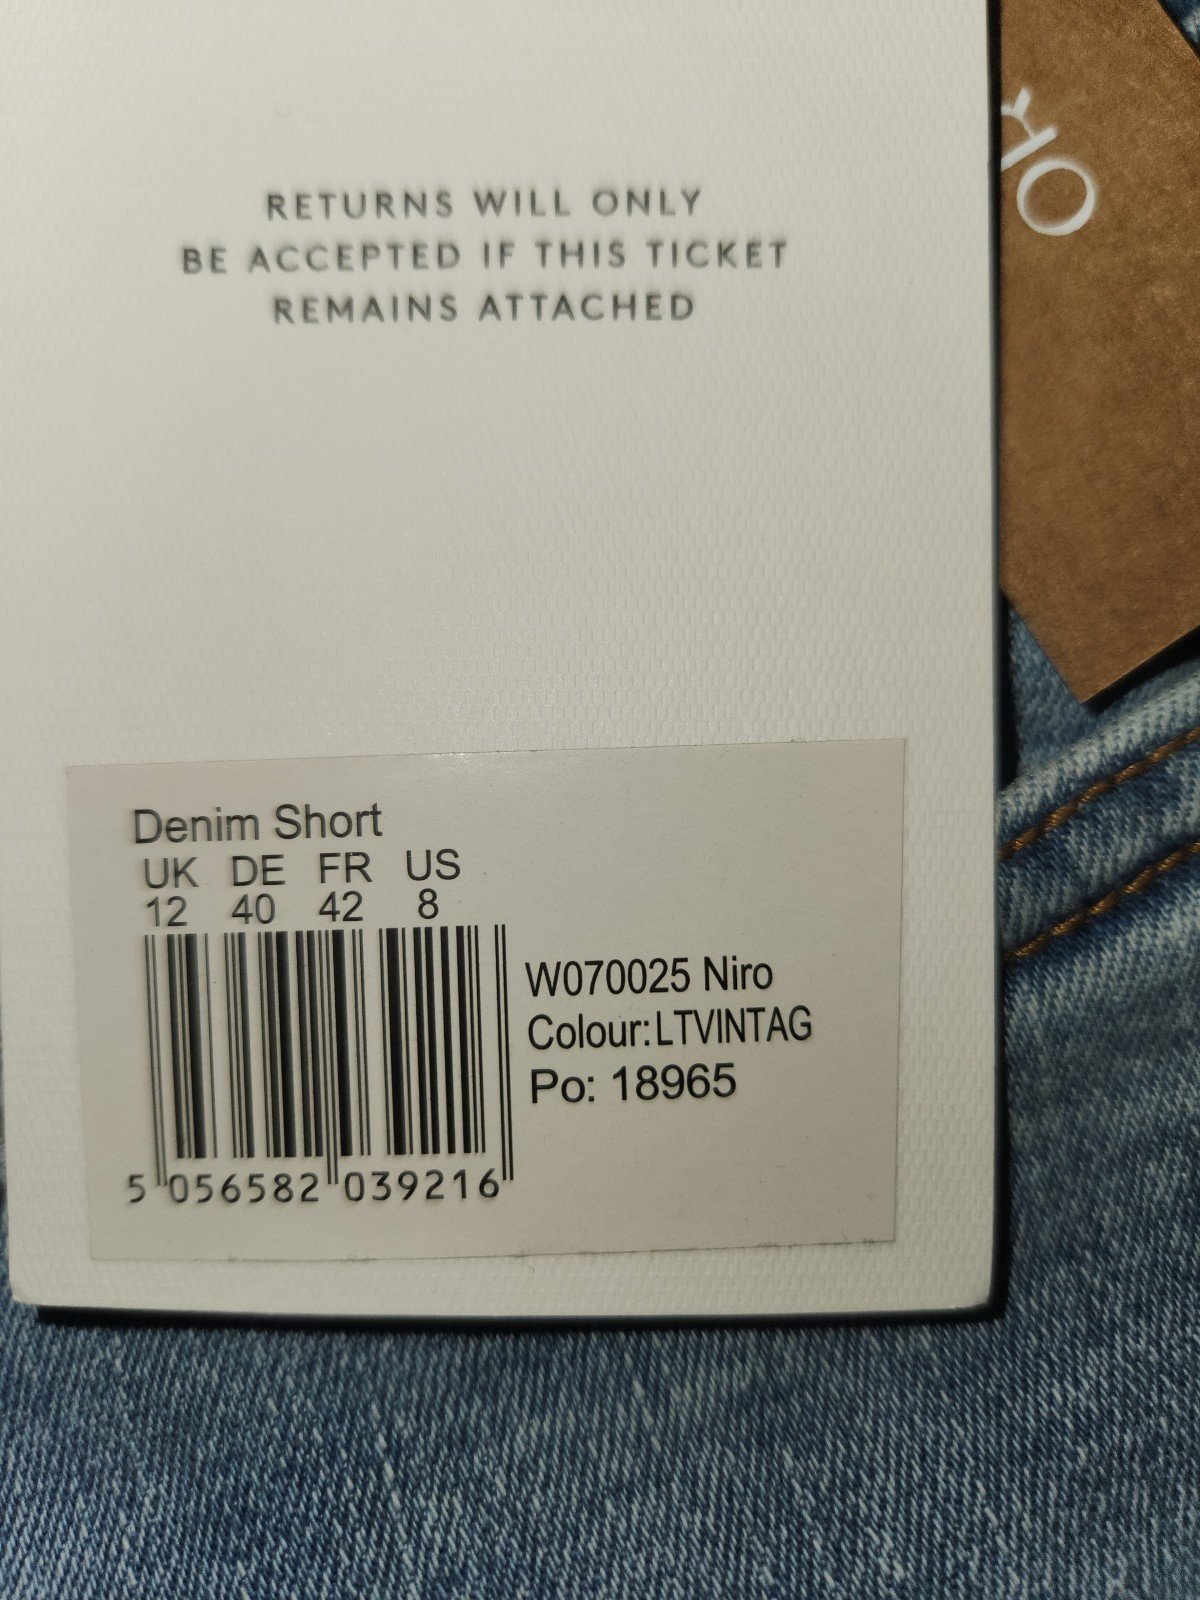 RETURNS WILL ONLY
BE ACCEPTED IF THIS TICKET
REMAINS ATTACHED
Denim Short
UK DE FR US
12 40 42 8
W070025 Niro
Colour:LTVINTAG
Po: 18965
5 056582 039216